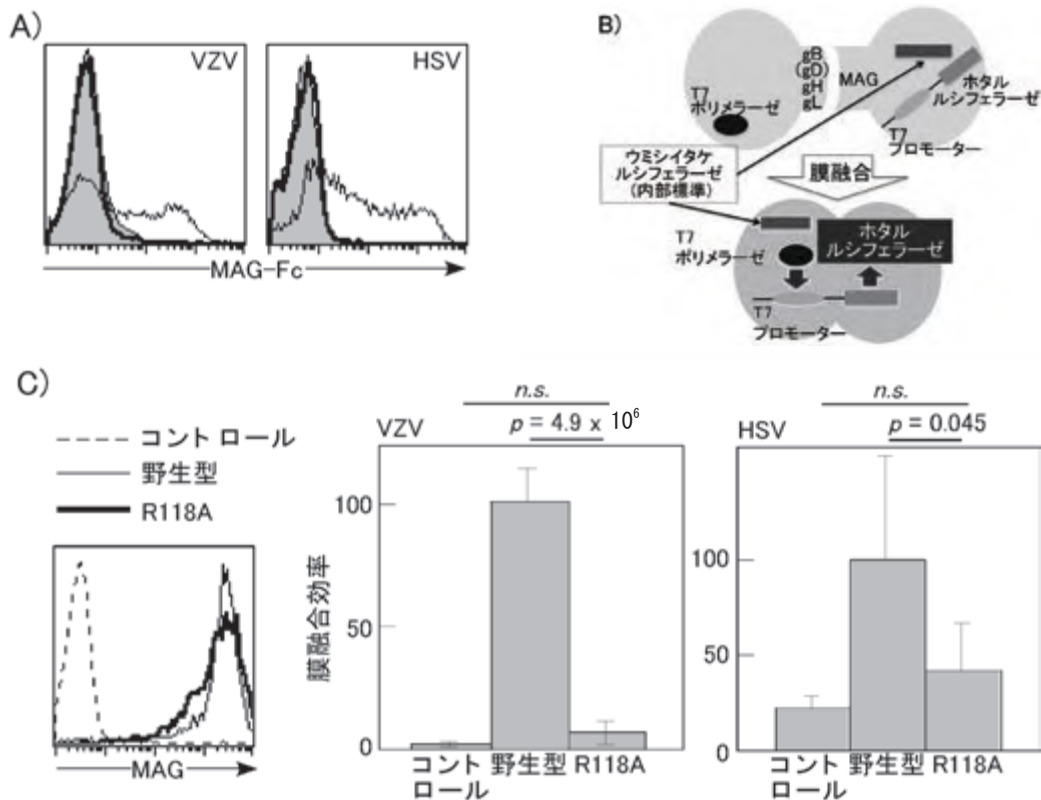 A)
VZV
HSV
MAG-Fc
B)
gB
(gD)
gH
gL
MAG
T7
ポリメラーゼ
ホタル
ルシフェラーゼ
T7
プロモーター
ウミシイタケ
ルシフェラーゼ
(内部標準)
膜融合
T7
ポリメラーゼ
ホタル
ルシフェラーゼ
T7
プロモーター
C)
コントロール
野生型
R118A
MAG
VZV
n.s.
p = 4.9 x 10⁶
膜融合効率
100
50
0
コント
ロール
野生型
R118A
HSV
n.s.
p = 0.045
100
50
0
コント
ロール
野生型
R118A